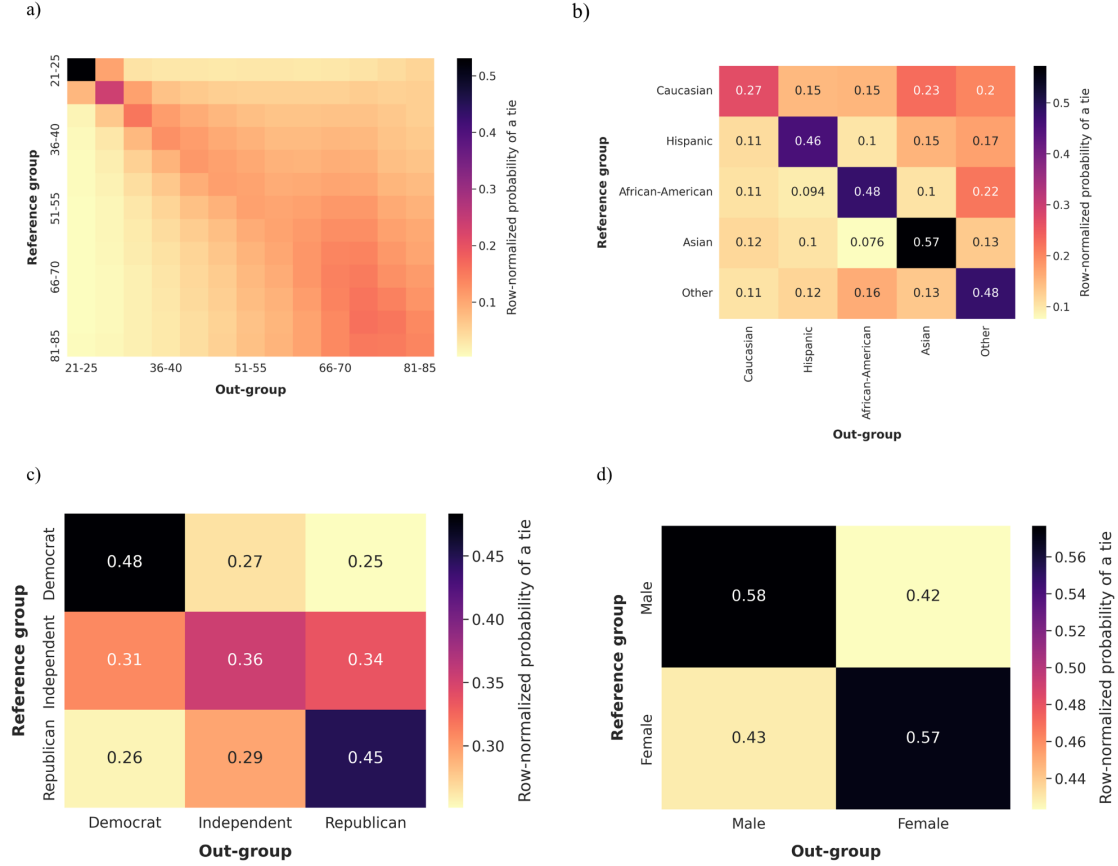 a)
21-25
36-40
51-55
66-70
81-85
Reference group
21-25
36-40
51-55
66-70
81-85
Out-group
0.5
0.4
0.3
0.2
0.1
Row-normalized probability of a tie
b)
Caucasian
0.27
0.15
0.15
0.23
0.2
Hispanic
0.11
0.46
0.1
0.15
0.17
African-American
0.11
0.094
0.48
0.1
0.22
Asian
0.12
0.1
0.076
0.57
0.13
Other
0.11
0.12
0.16
0.13
0.48
Reference group
Caucasian
Hispanic
African-American
Asian
Other
Out-group
0.5
0.4
0.3
0.2
0.1
Row-normalized probability of a tie
c)
Democrat
0.48
0.27
0.25
Independent
0.31
0.36
0.34
Republican
0.26
0.29
0.45
Reference group
Democrat
Independent
Republican
Out-group
0.45
0.40
0.35
0.30
Row-normalized probability of a tie
d)
Male
0.58
0.42
Female
0.43
0.57
Reference group
Male
Female
Out-group
0.56
0.54
0.52
0.50
0.48
0.46
0.44
Row-normalized probability of a tie